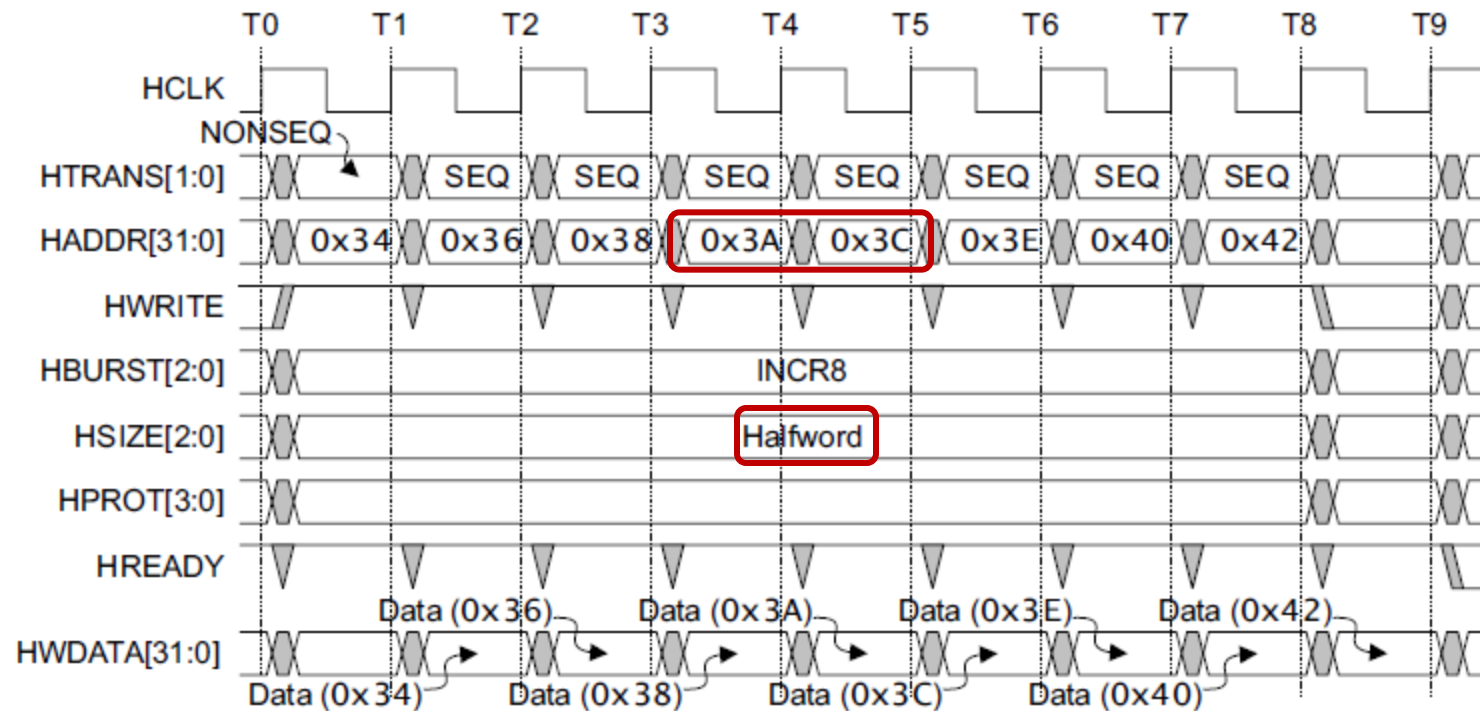 T0 T1 T2 T3 T4 T5 T6 T7 T8 T9
HCLK
NONSEQ
HTRANS[1:0] SEQ SEQ SEQ SEQ SEQ SEQ SEQ
HADDR[31:0] 0x34 0x36 0x38 0x3A 0x3C 0x3E 0x40 0x42
HWRITE
HBURST[2:0] INCR8
HSIZE[2:0] Halfword
HPROT[3:0]
HREADY
Data (0x36) Data (0x3A) Data (0x3E) Data (0x42)
HWDATA[31:0]
Data (0x34) Data (0x38) Data (0x3C) Data (0x40)